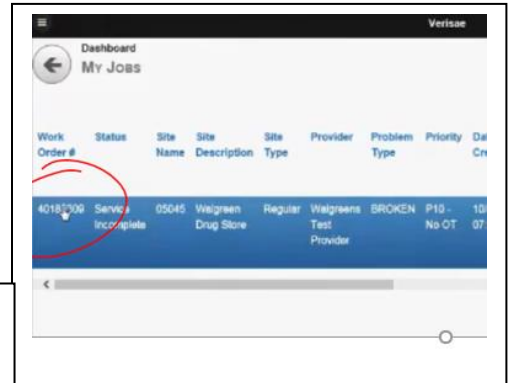 Verisae
Dashboard
My Jobs
Work Status Site Site Site Provider Problem Priority
Order # Name Description Type Type
Service 05045 Walgreen Regular Walgreens BROKEN P10 -
Incomplete Drug Store Test No OT 07
Provider